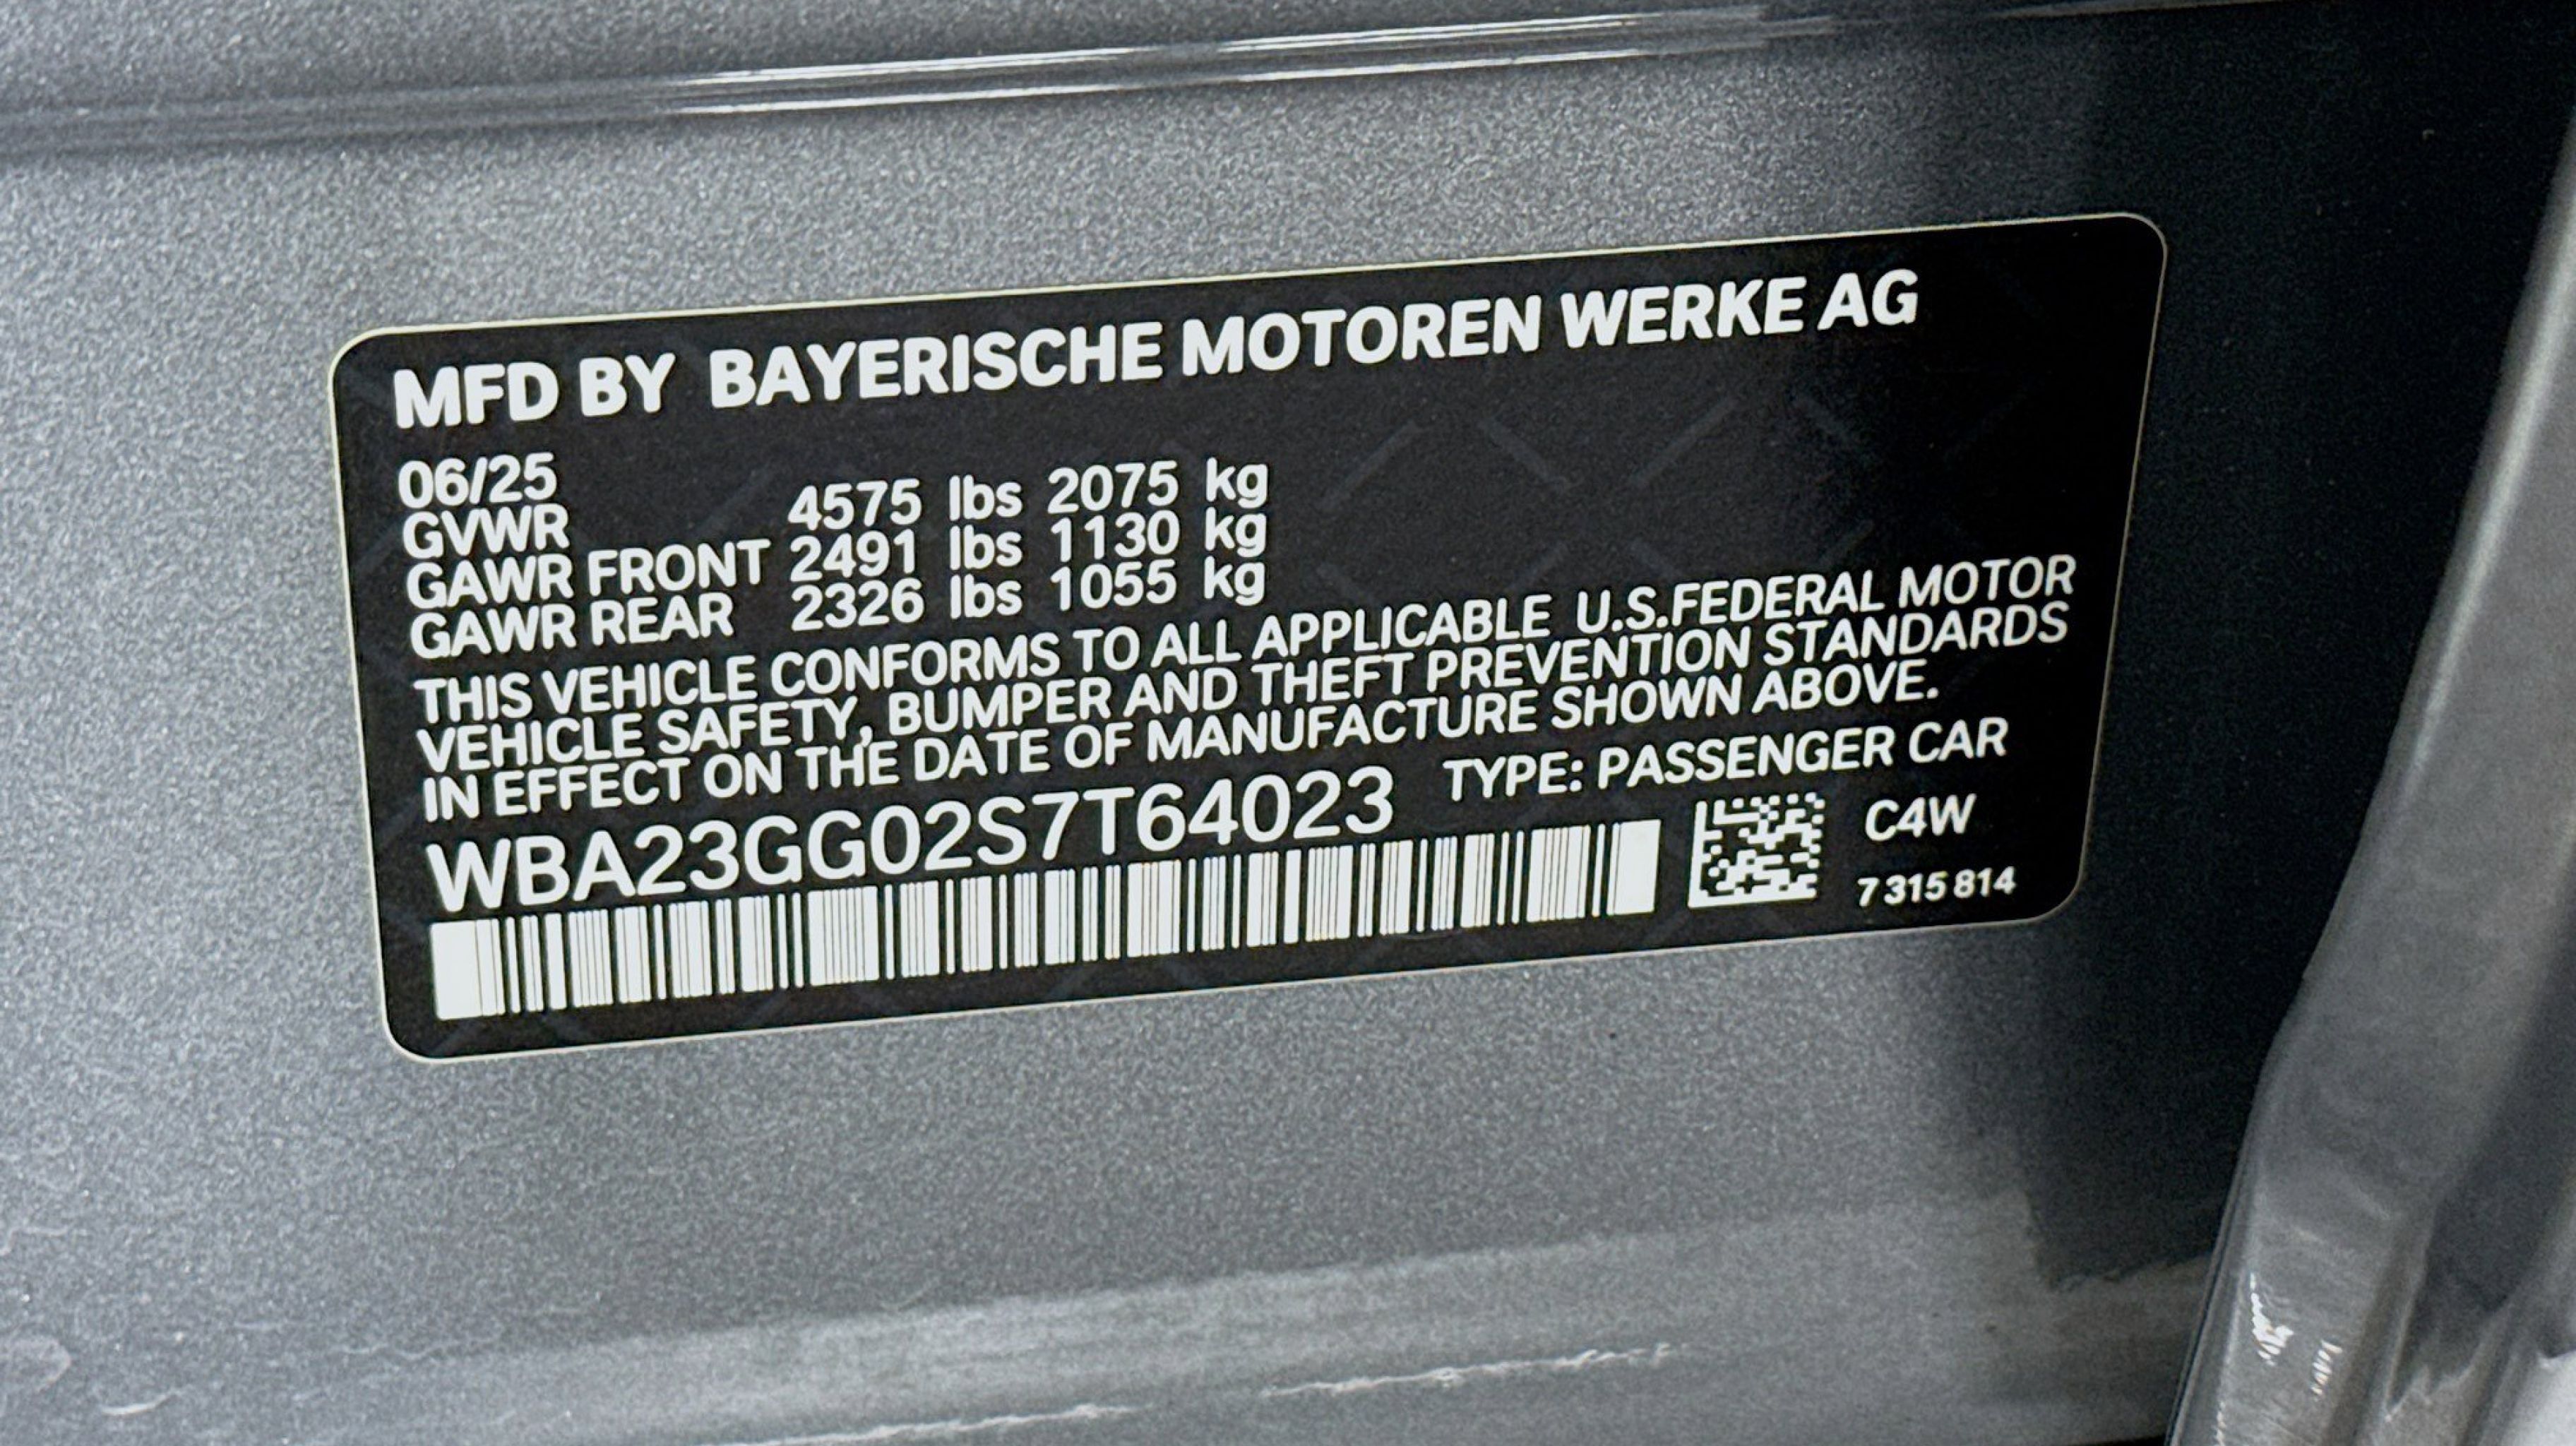 MFD BY BAYERISCHE MOTOREN WERKE AG
06/25
GVWR 4575 lbs 2075 kg
GAWR FRONT 2491 lbs 1130 kg
GAWR REAR 2326 lbs 1055 kg
THIS VEHICLE CONFORMS TO ALL APPLICABLE U.S.FEDERAL MOTOR
VEHICLE SAFETY, BUMPER AND THEFT PREVENTION STANDARDS
IN EFFECT ON THE DATE OF MANUFACTURE SHOWN ABOVE.
WBA23GG02S7T64023 TYPE: PASSENGER CAR
C4W
7 315 814